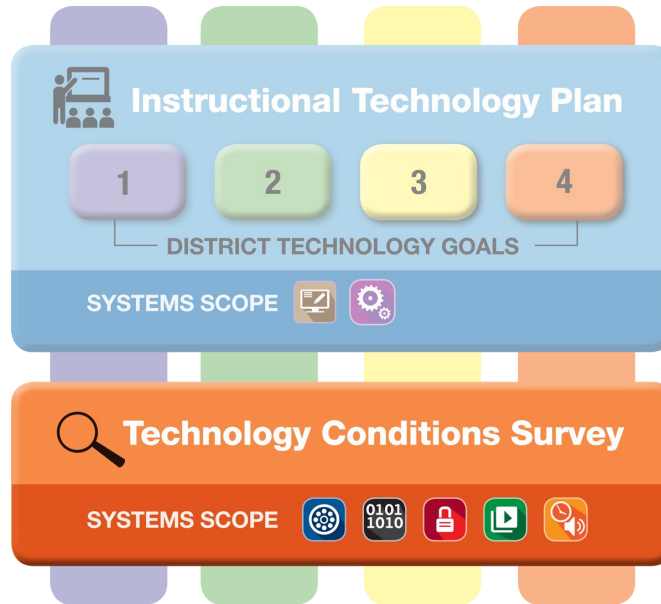 Instructional Technology Plan
1 2 3 4
DISTRICT TECHNOLOGY GOALS
SYSTEMS SCOPE
Technology Conditions Survey
SYSTEMS SCOPE
0101
1010